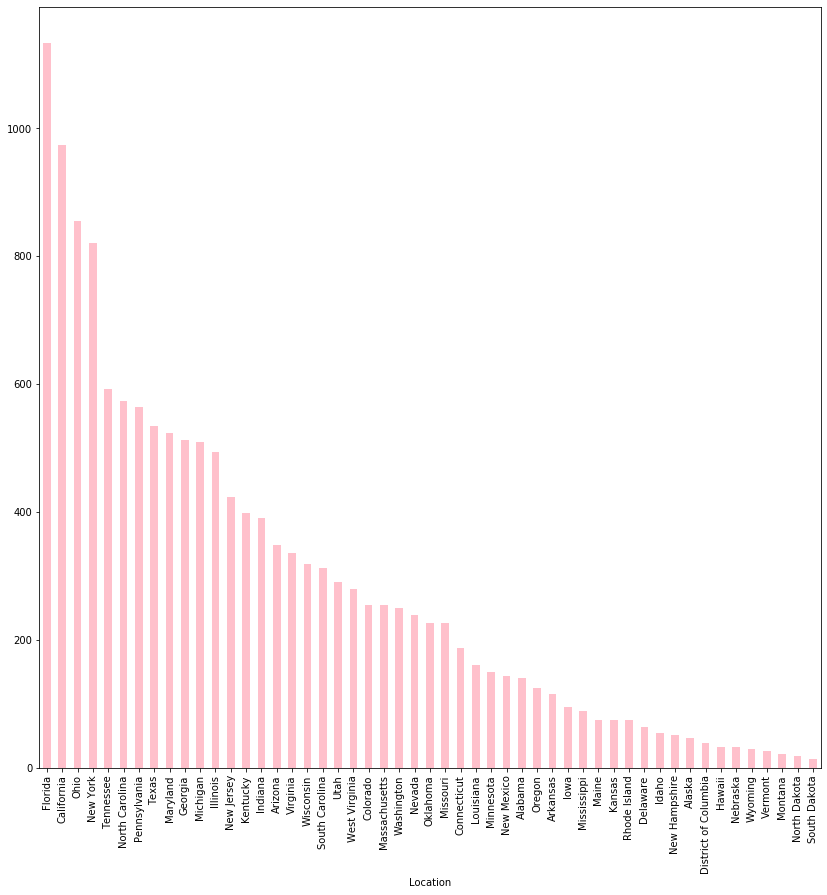 1000
800
600
400
200
0
Florida
California
Ohio
New York
Tennessee
North Carolina
Pennsylvania
Texas
Maryland
Georgia
Michigan
Illinois
New Jersey
Kentucky
Indiana
Arizona
Virginia
Wisconsin
South Carolina
Utah
West Virginia
Colorado
Massachusetts
Washington
Nevada
Oklahoma
Missouri
Connecticut
Louisiana
Minnesota
New Mexico
Alabama
Oregon
Arkansas
Iowa
Mississippi
Maine
Kansas
Rhode Island
Delaware
Idaho
New Hampshire
Alaska
District of Columbia
Hawaii
Nebraska
Wyoming
Vermont
Montana
North Dakota
South Dakota
Location